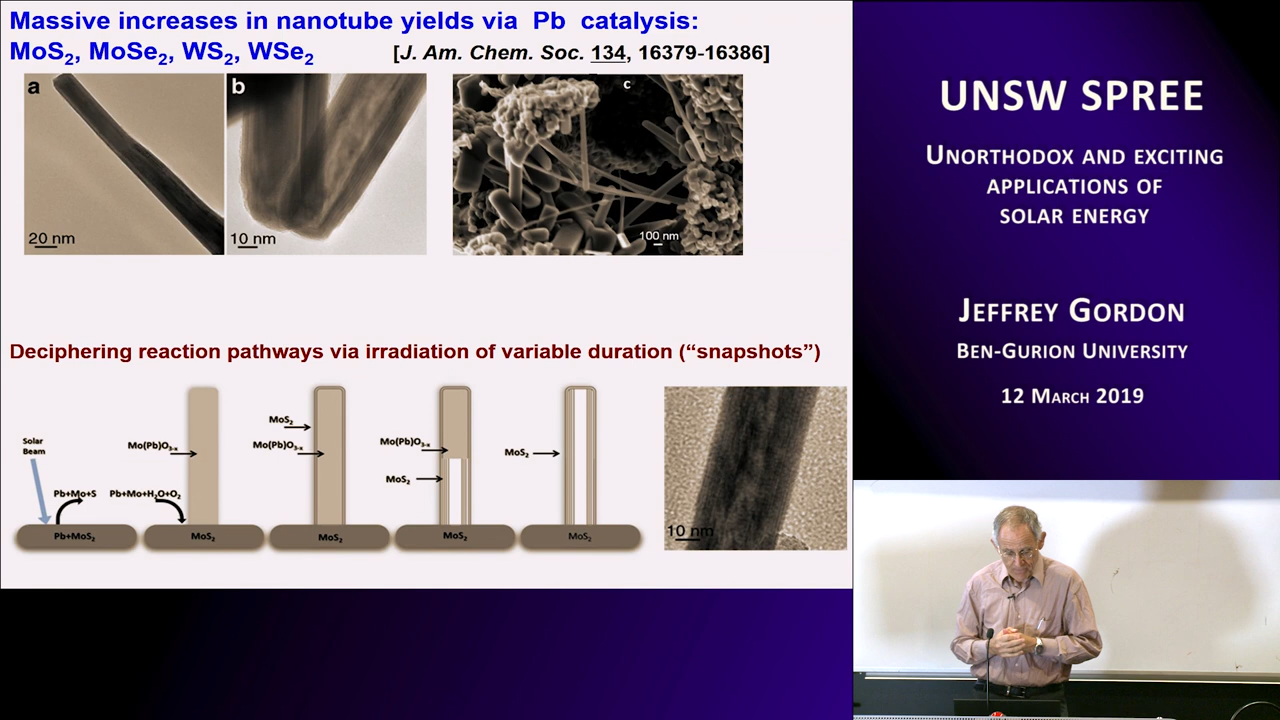 Massive increases in nanotube yields via Pb catalysis:
MoS₂, MoSe₂, WS₂, WSe₂ [J. Am. Chem. Soc. 134, 16379-16386]
a
20 nm
b
10 nm
c
100 nm
Deciphering reaction pathways via irradiation of variable duration (“snapshots”)
Solar
Beam
Pb+Mo+S
Pb+MoS₂
Pb+Mo+H₂O+O₂
Mo(Pb)O₃₋ₓ
MoS₂
MoS₂
Mo(Pb)O₃₋ₓ
MoS₂
Mo(Pb)O₃₋ₓ
MoS₂
MoS₂
MoS₂
MoS₂
10 nm
UNSW SPREE
UNORTHODOX AND EXCITING
APPLICATIONS OF
SOLAR ENERGY
JEFFREY GORDON
BEN-GURION UNIVERSITY
12 MARCH 2019